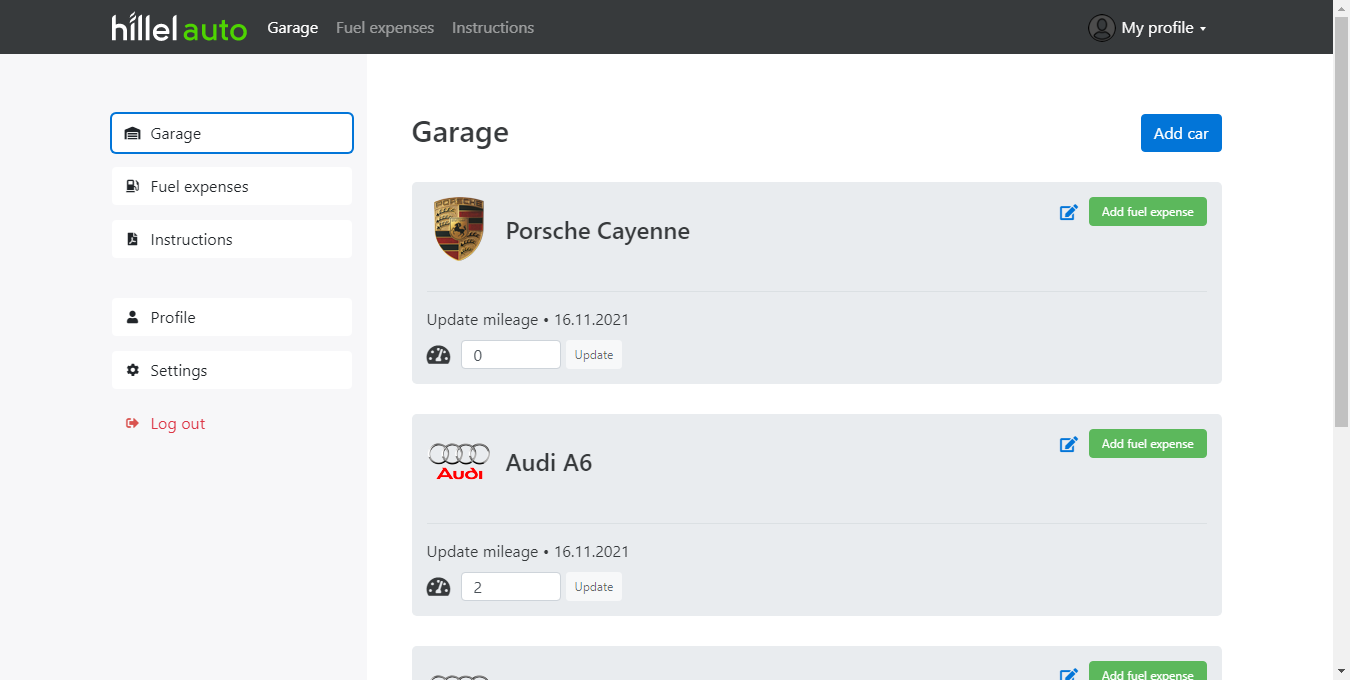 hillel auto Garage Fuel expenses Instructions My profile
Garage
Fuel expenses
Instructions
Profile
Settings
Log out
Garage
Add car
PORSCHE
Porsche Cayenne
Add fuel expense
Update mileage • 16.11.2021
0 Update
Audi
Audi A6
Add fuel expense
Update mileage • 16.11.2021
2 Update
Add fuel expense